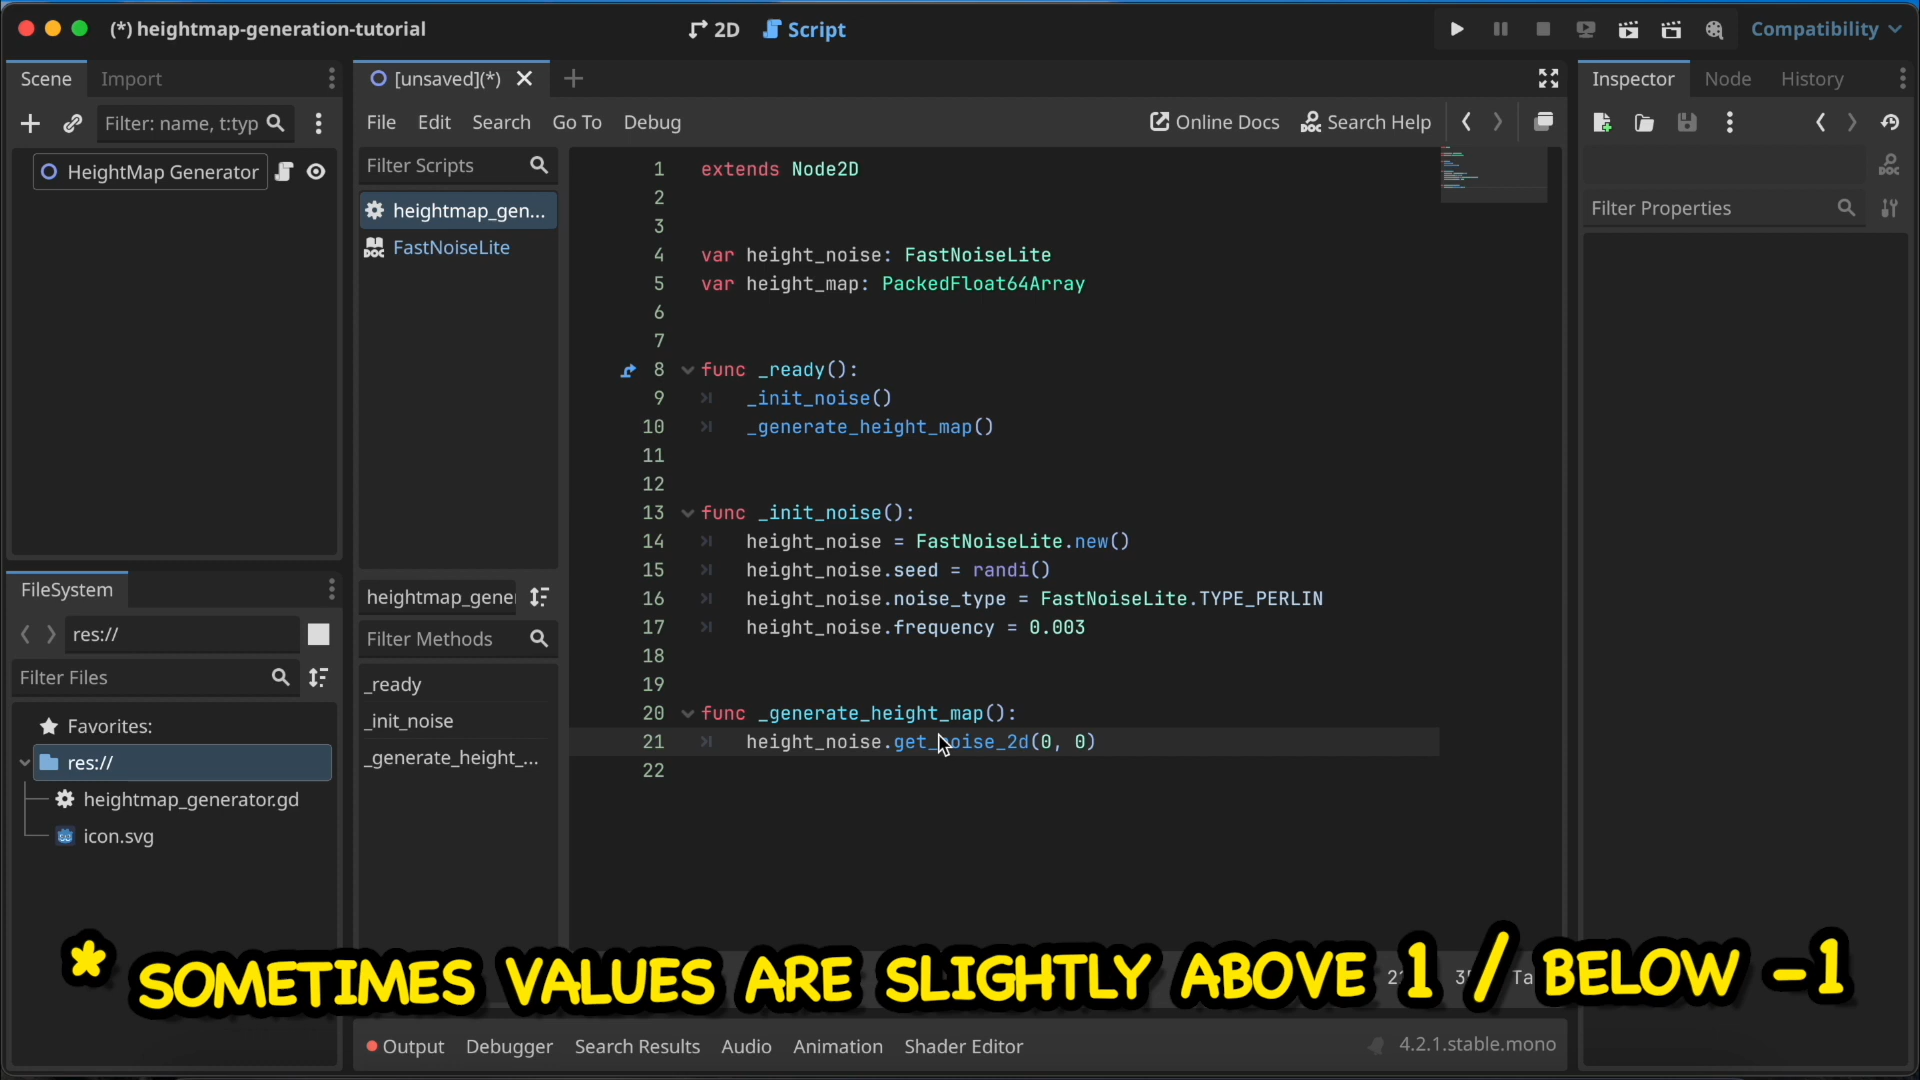 (*) heightmap-generation-tutorial
2D
Script
Compatibility
Scene
Import
Filter: name, t:typ
HeightMap Generator
FileSystem
res://
Filter Files
Favorites:
res://
heightmap_generator.gd
icon.svg
[unsaved](*)
File Edit Search Go To Debug
Online Docs
Search Help
Filter Scripts
heightmap_gen...
DOC FastNoiseLite
heightmap_gene
Filter Methods
_ready
_init_noise
_generate_height_...
1 extends Node2D
2
3
4 var height_noise: FastNoiseLite
5 var height_map: PackedFloat64Array
6
7
8 func _ready():
9 _init_noise()
10 _generate_height_map()
11
12
13 func _init_noise():
14 height_noise = FastNoiseLite.new()
15 height_noise.seed = randi()
16 height_noise.noise_type = FastNoiseLite.TYPE_PERLIN
17 height_noise.frequency = 0.003
18
19
20 func _generate_height_map():
21 height_noise.get_noise_2d(0, 0)
22
Inspector
Node
History
Filter Properties
* SOMETIMES VALUES ARE SLIGHTLY ABOVE 1 / BELOW -1
Output Debugger Search Results Audio Animation Shader Editor
4.2.1.stable.mono